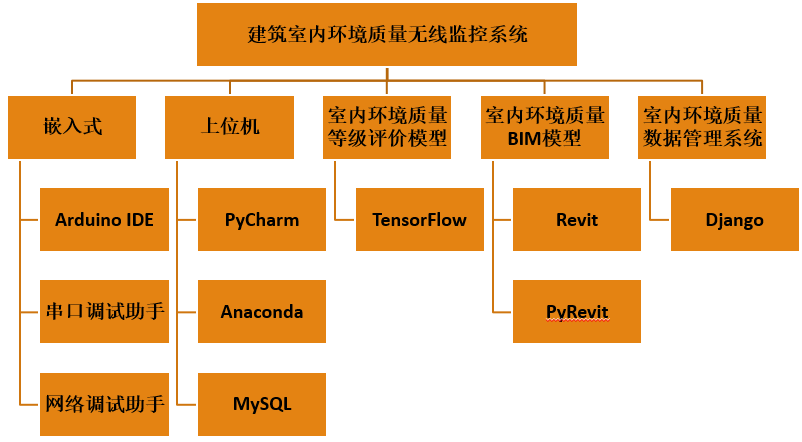 建筑室内环境质量无线监控系统
嵌入式
上位机
室内环境质量
等级评价模型
室内环境质量
BIM模型
室内环境质量
数据管理系统
Arduino IDE
PyCharm
TensorFlow
Revit
Django
串口调试助手
Anaconda
PyRevit
网络调试助手
MySQL